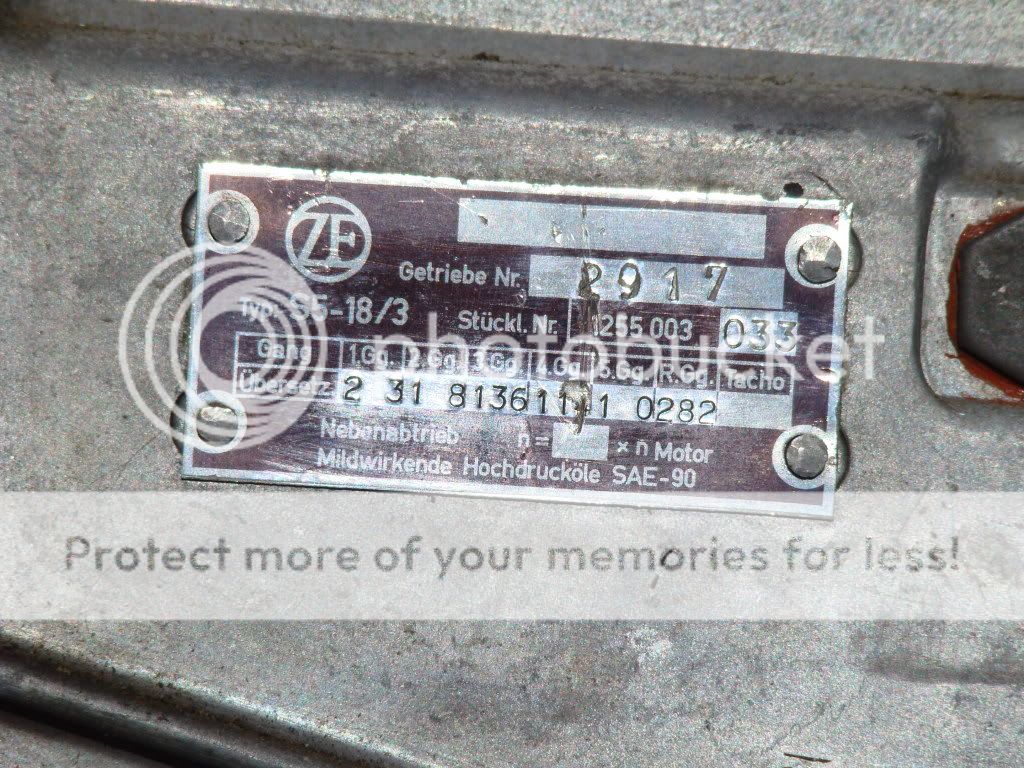 ZF
Getriebe Nr. 2917
Typ: S5-18/3 Stückl. Nr. 1255 003 033
Gang 1.Gg. 2.Gg. 3.Gg. 4.Gg. 5.Gg. R.Gg. Tacho
Übersetz. 2 31 8136111 1 0282
Nebenabtrieb n= × n Motor
Mildwirkende Hochdrucköle SAE-90
photobucket
Protect more of your memories for less!